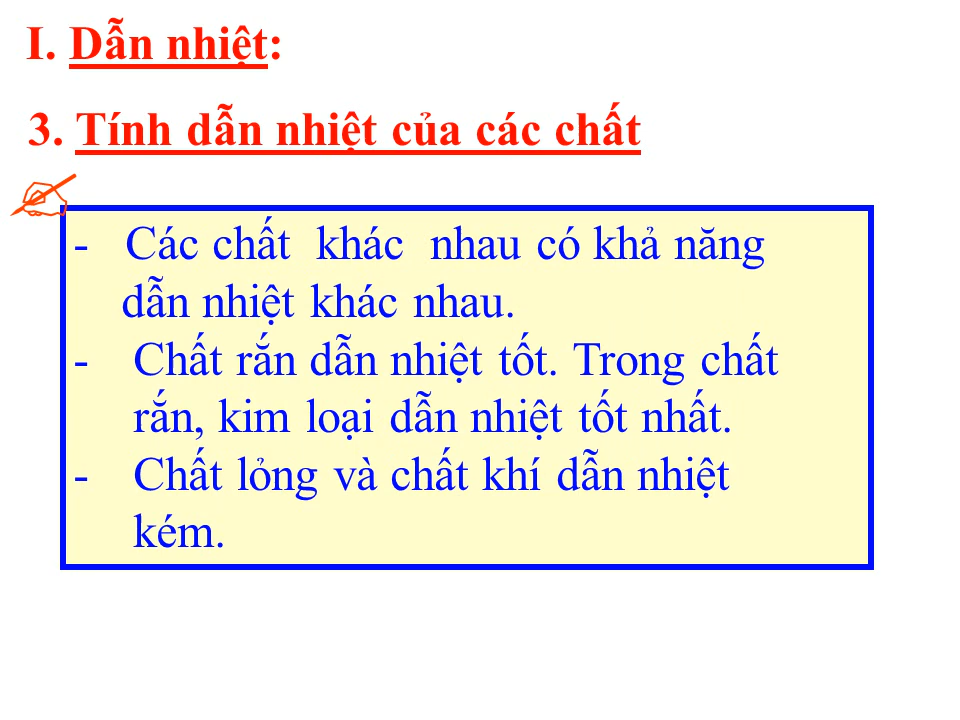 I. Dẫn nhiệt:
3. Tính dẫn nhiệt của các chất
- Các chất khác nhau có khả năng
dẫn nhiệt khác nhau.
- Chất rắn dẫn nhiệt tốt. Trong chất
rắn, kim loại dẫn nhiệt tốt nhất.
- Chất lỏng và chất khí dẫn nhiệt
kém.